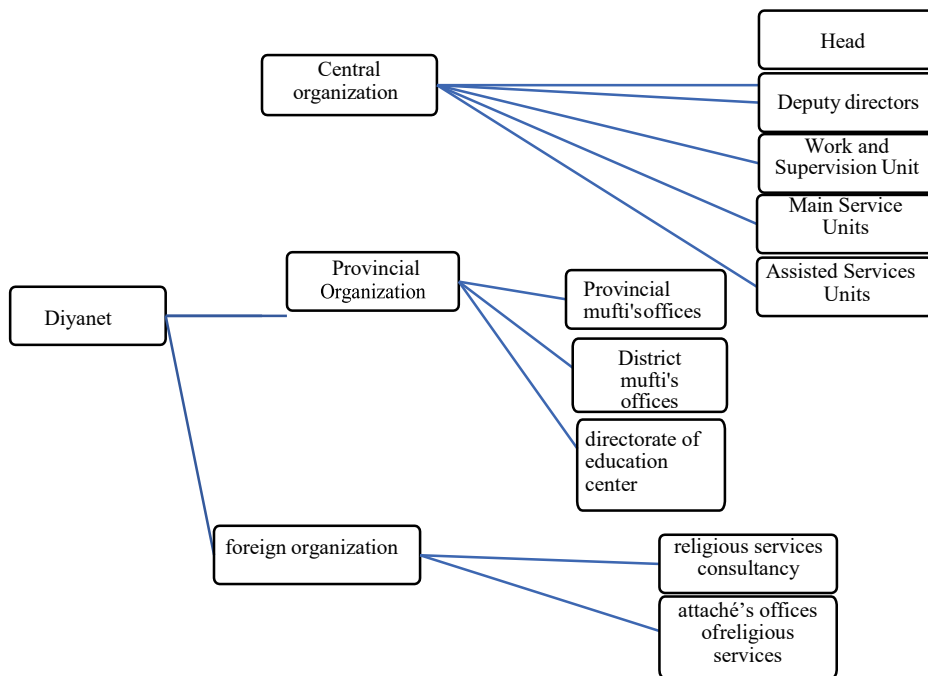 Head
Central
organization
Deputy directors
Work and
Supervision Unit
Main Service
Units
Assisted Services
Units
Provincial
Organization
Provincial
mufti's offices
Diyanet
District
mufti's
offices
directorate of
education
center
foreign organization
religious services
consultancy
attaché’s offices
ofreligious
services